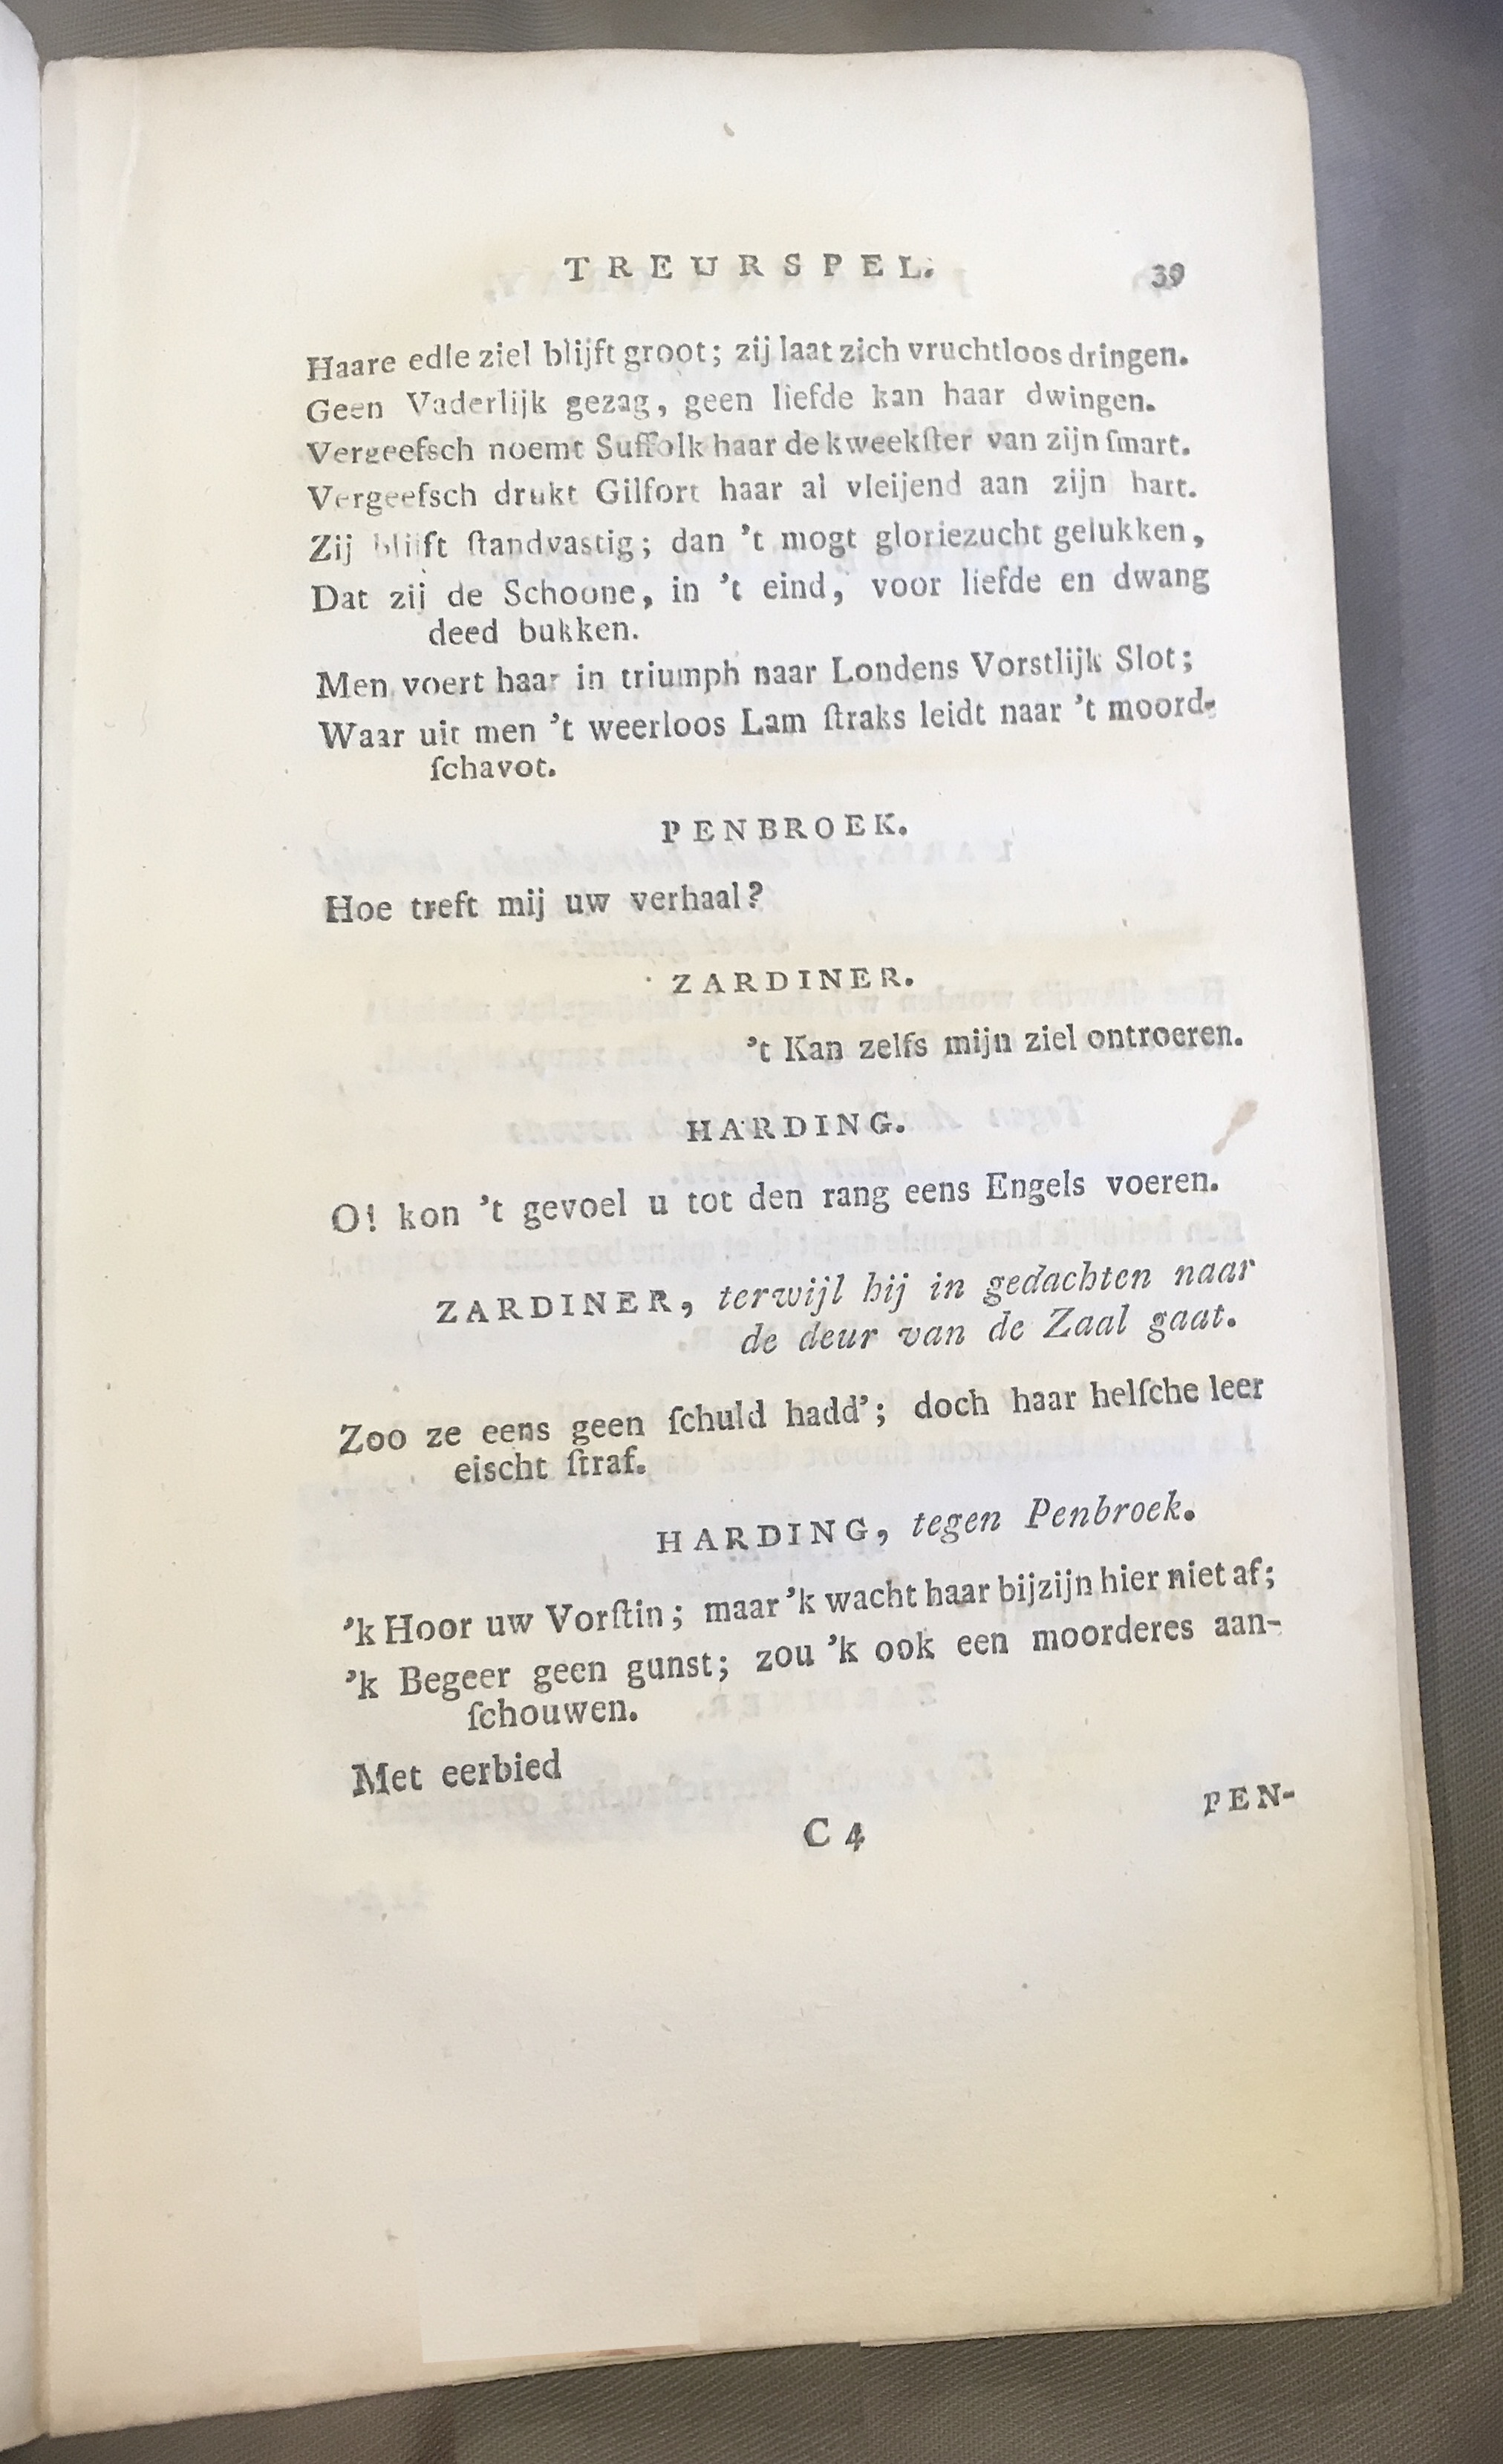 TREURSPEL. 39
Haare edle ziel blijft groot; zij laat zich vruchtloos dringen.
Geen Vaderlijk gezag, geen liefde kan haar dwingen.
Vergeefsch noemt Suffolk haar de kweekſter van zijn ſmart.
Vergeefsch drukt Gilfort haar al vleijend aan zijn hart.
Zij blijft ſtandvastig; dan 't mogt gloriezucht gelukken,
Dat zij de Schoone, in 't eind, voor liefde en dwang
deed bukken.
Men voert haar in triumph naar Londens Vorstlijk Slot;
Waar uit men 't weerloos Lam ſtraks leidt naar 't moord-
ſchavot.
PENBROEK.
Hoe treft mij uw verhaal?
ZARDINER.
't Kan zelfs mijn ziel ontroeren.
HARDING.
O! kon 't gevoel u tot den rang eens Engels voeren.
ZARDINER, terwijl hij in gedachten naar
de deur van de Zaal gaat.
Zoo ze eens geen ſchuld hadd'; doch haar helſche leer
eischt ſtraf.
HARDING, tegen Penbroek.
'k Hoor uw Vorſtin; maar 'k wacht haar bijzijn hier niet af;
'k Begeer geen gunst; zou 'k ook een moorderes aan-
ſchouwen.
Met eerbied
PEN-
C 4